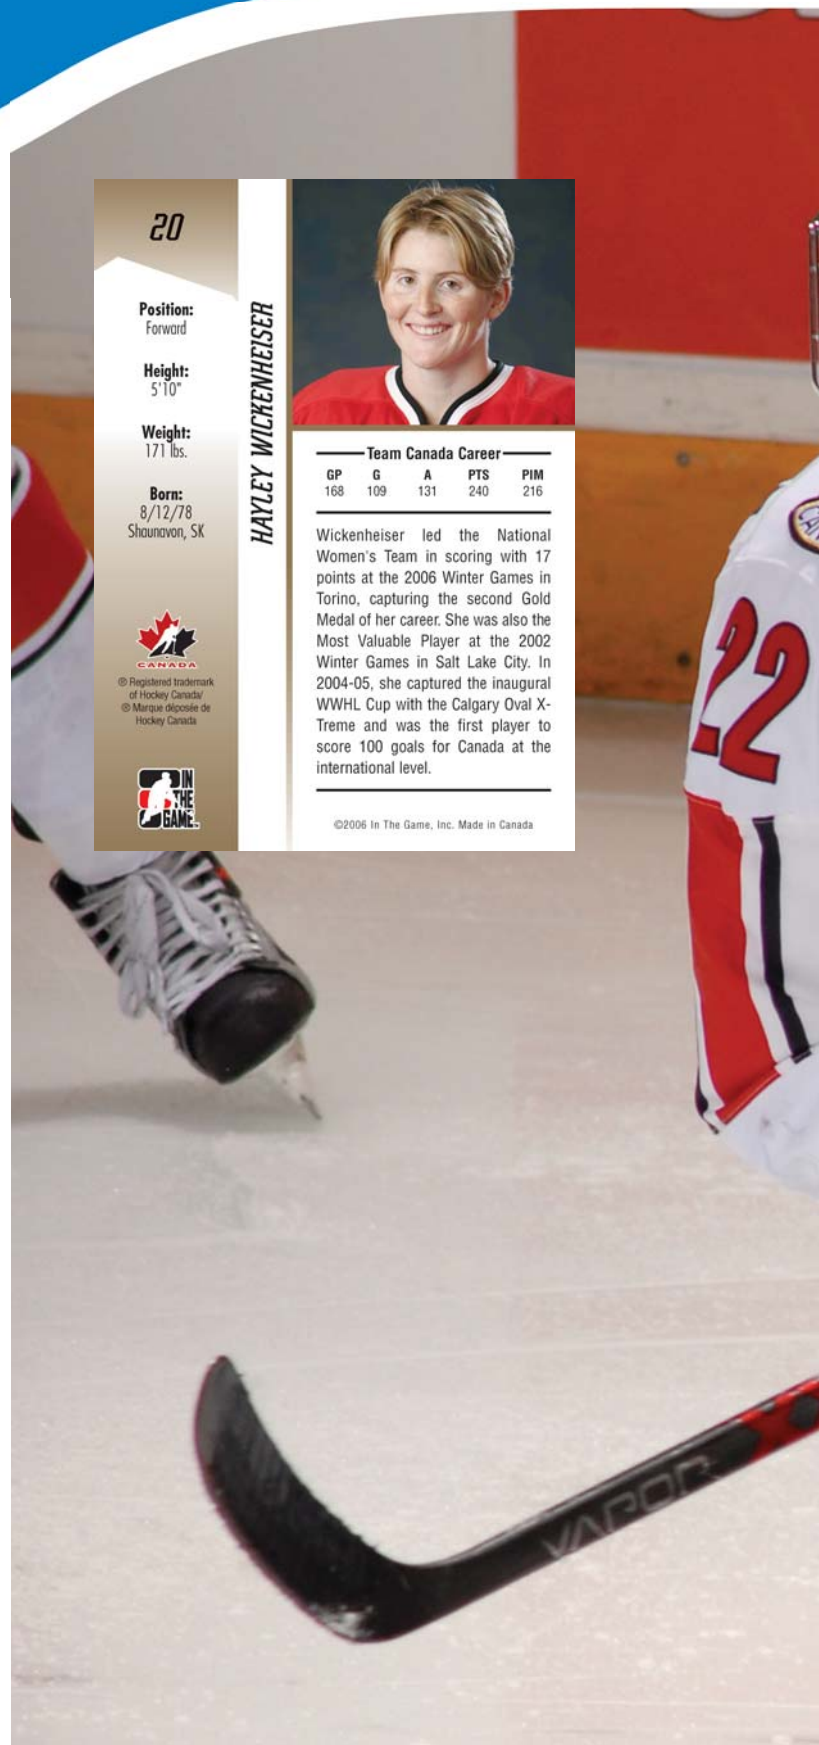 20
Position:
Forward
Height:
5'10"
Weight:
171 lbs.
Born:
8/12/78
Shaunavon, SK
CANADA
® Registered trademark
of Hockey Canada/
® Marque déposée de
Hockey Canada
IN
THE
GAME
HAYLEY WICKENHEISER
Team Canada Career
GP G A PTS PIM
168 109 131 240 216
Wickenheiser led the National
Women's Team in scoring with 17
points at the 2006 Winter Games in
Torino, capturing the second Gold
Medal of her career. She was also the
Most Valuable Player at the 2002
Winter Games in Salt Lake City. In
2004-05, she captured the inaugural
WWHL Cup with the Calgary Oval X-
Treme and was the first player to
score 100 goals for Canada at the
international level.
©2006 In The Game, Inc. Made in Canada
22
VAPOR